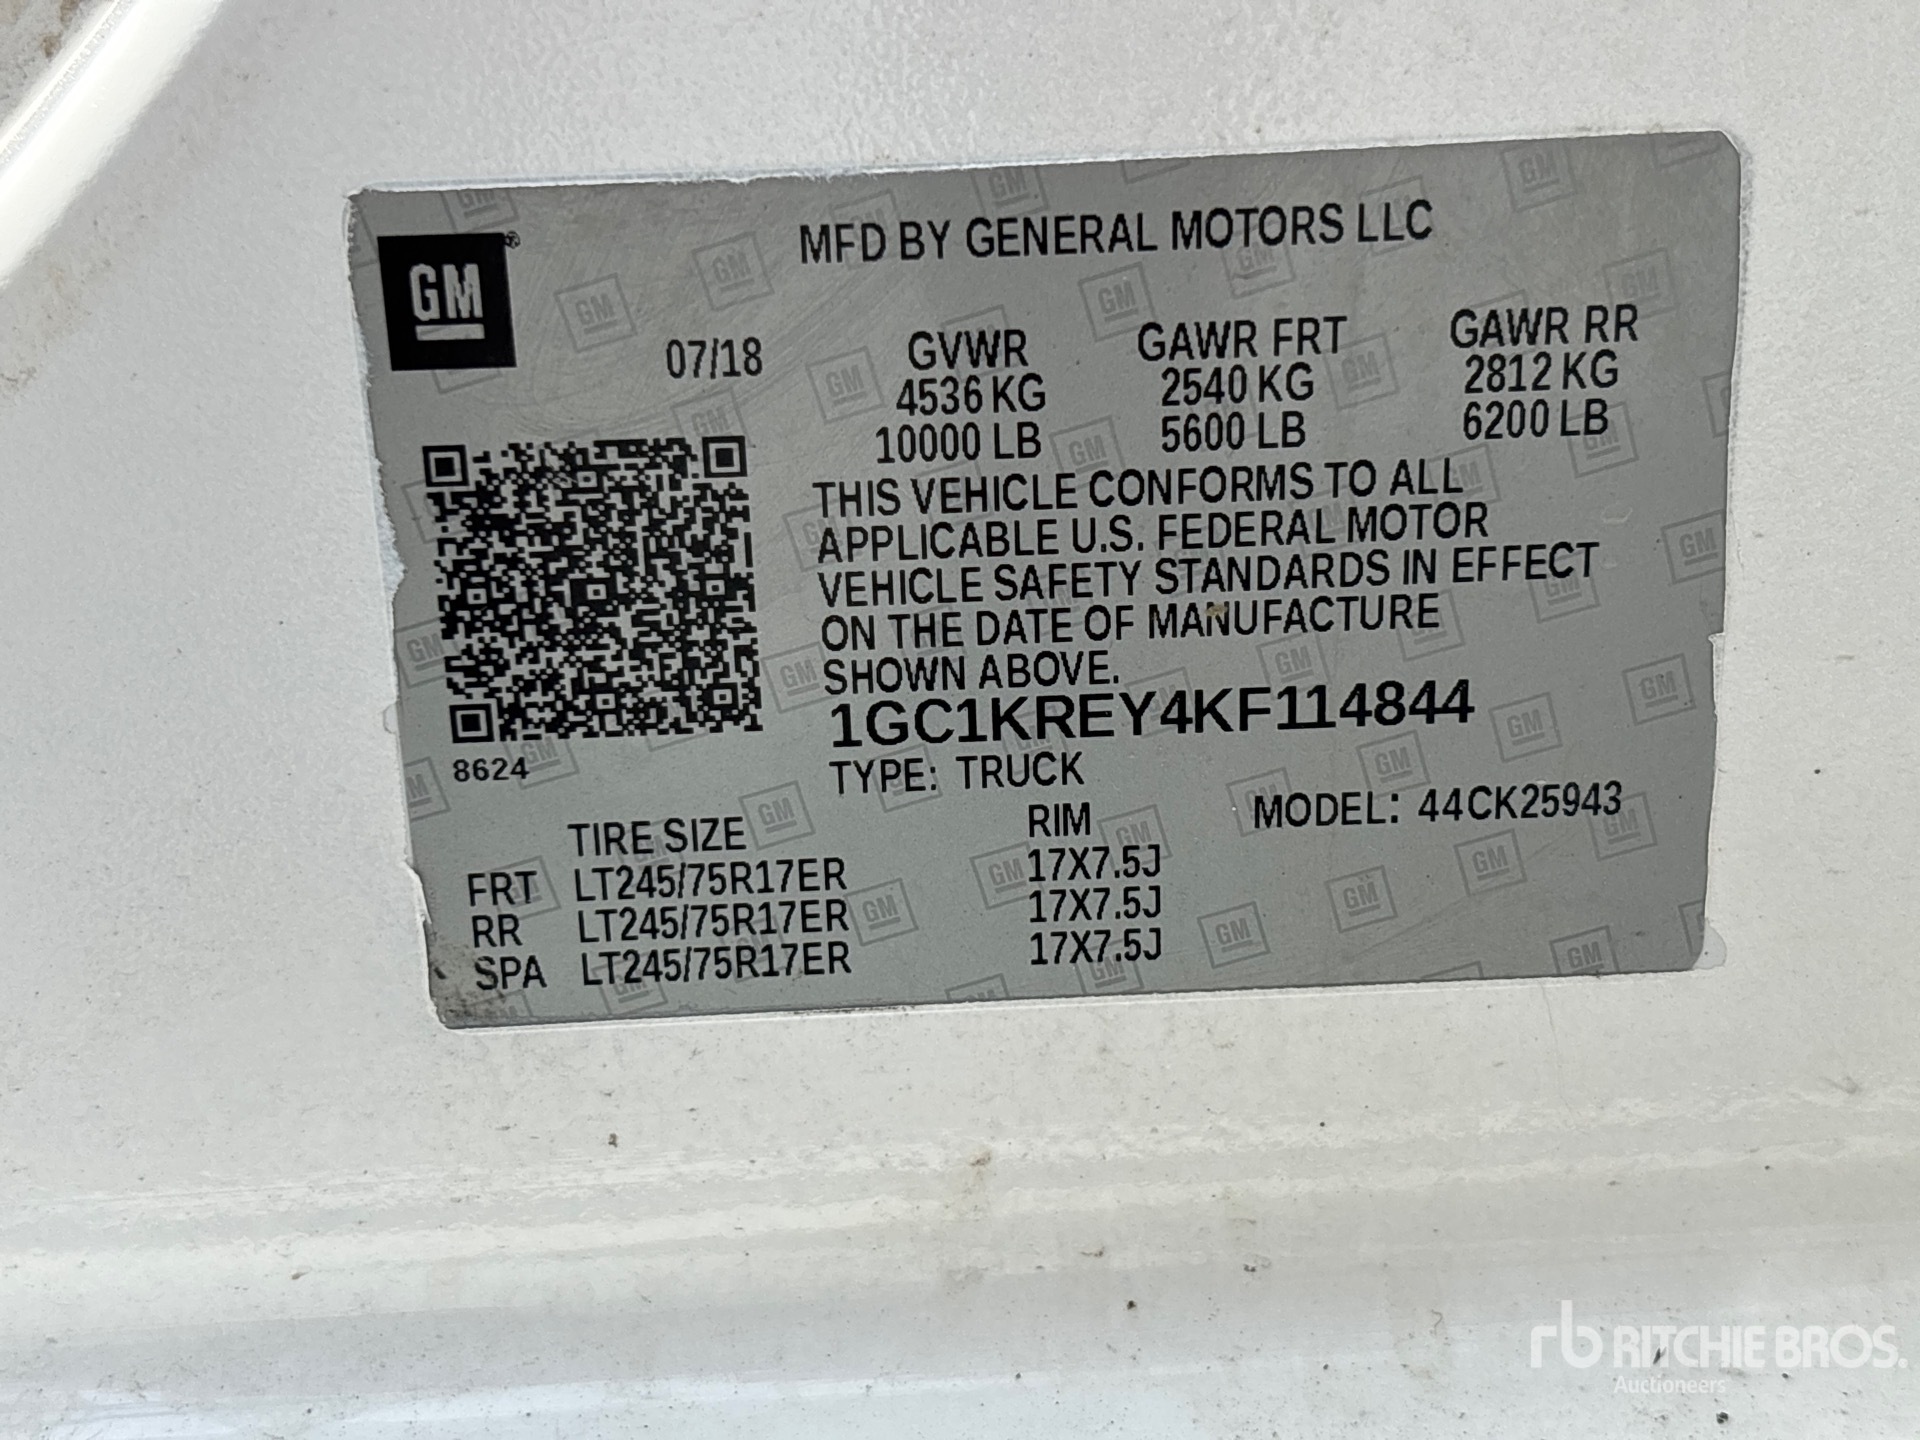 GM®
MFD BY GENERAL MOTORS LLC
07/18 GVWR GAWR FRT GAWR RR
4536 KG 2540 KG 2812 KG
10000 LB 5600 LB 6200 LB
THIS VEHICLE CONFORMS TO ALL
APPLICABLE U.S. FEDERAL MOTOR
VEHICLE SAFETY STANDARDS IN EFFECT
ON THE DATE OF MANUFACTURE
SHOWN ABOVE.
1GC1KREY4KF114844
8624
TYPE: TRUCK
TIRE SIZE RIM MODEL: 44CK25943
FRT LT245/75R17ER 17X7.5J
RR LT245/75R17ER 17X7.5J
SPA LT245/75R17ER 17X7.5J
rb RITCHIE BROS.
Auctioneers